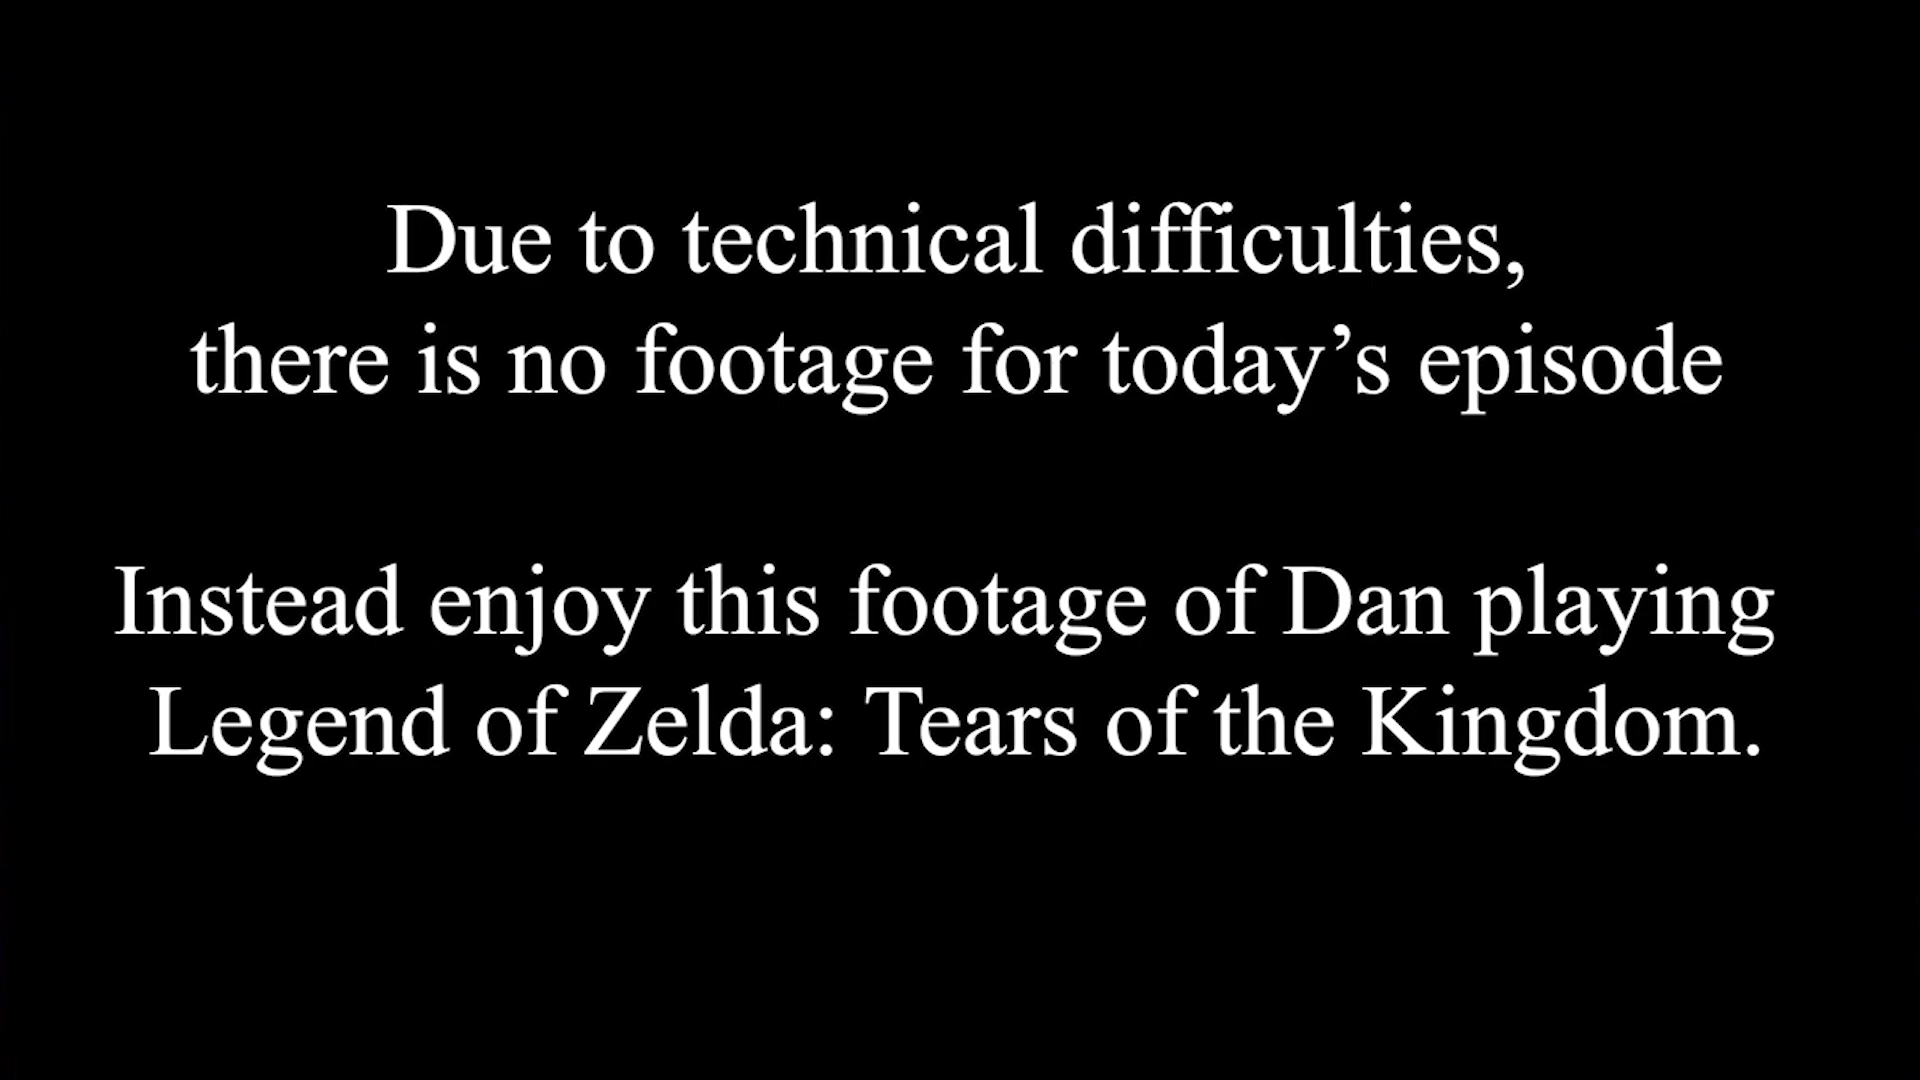 Due to technical difficulties,
there is no footage for today’s episode
Instead enjoy this footage of Dan playing
Legend of Zelda: Tears of the Kingdom.